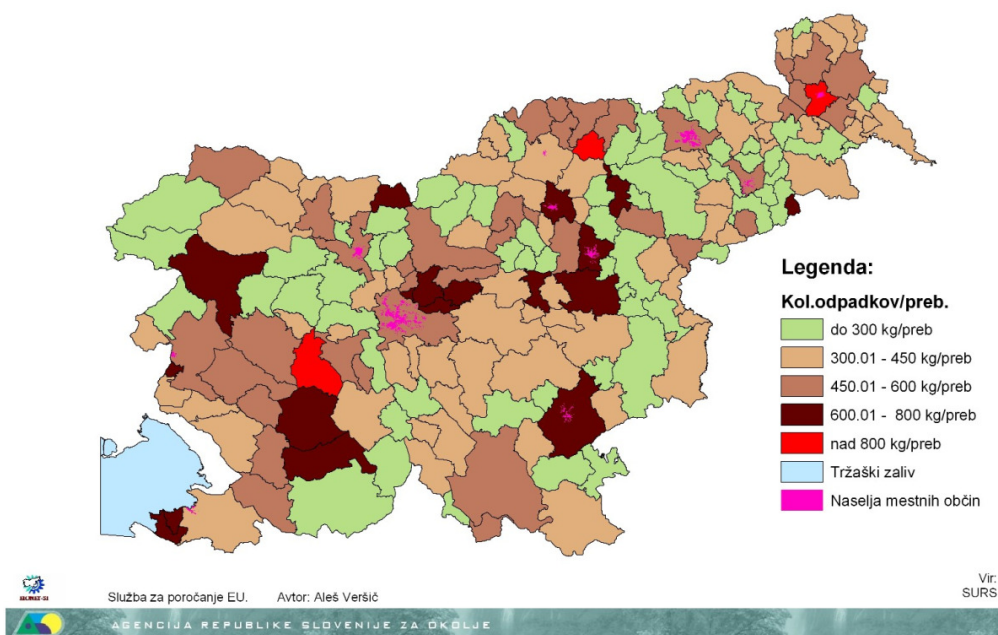 Legenda:
Kol.odpadkov/preb.
do 300 kg/preb
300.01 - 450 kg/preb
450.01 - 600 kg/preb
600.01 - 800 kg/preb
nad 800 kg/preb
Tržaški zaliv
Naselja mestnih občin
Vir:
SURS
Služba za poročanje EU. Avtor: Aleš Veršič
AGENCIJA REPUBLIKE SLOVENIJE ZA OKOLJE